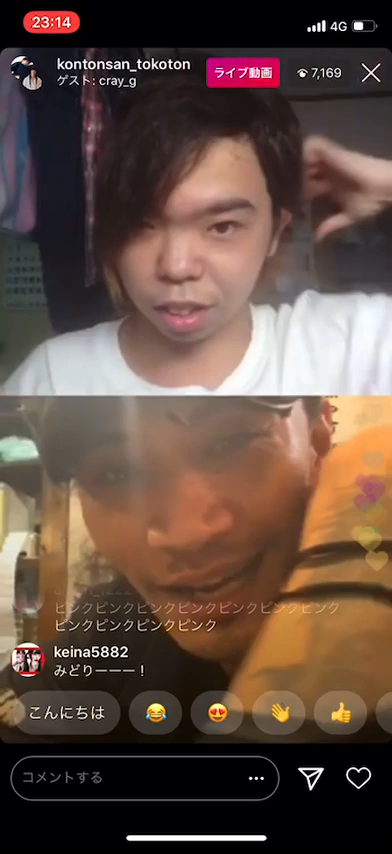 23:14
4G
kontonsan_tokoton
ゲスト: cray_g
ライブ動画
7,169
ピンクピンクピンクピンクピンクピンクピンク
ピンクピンクピンクピンク
keina5882
みどりーーー！
こんにちは
コメントする